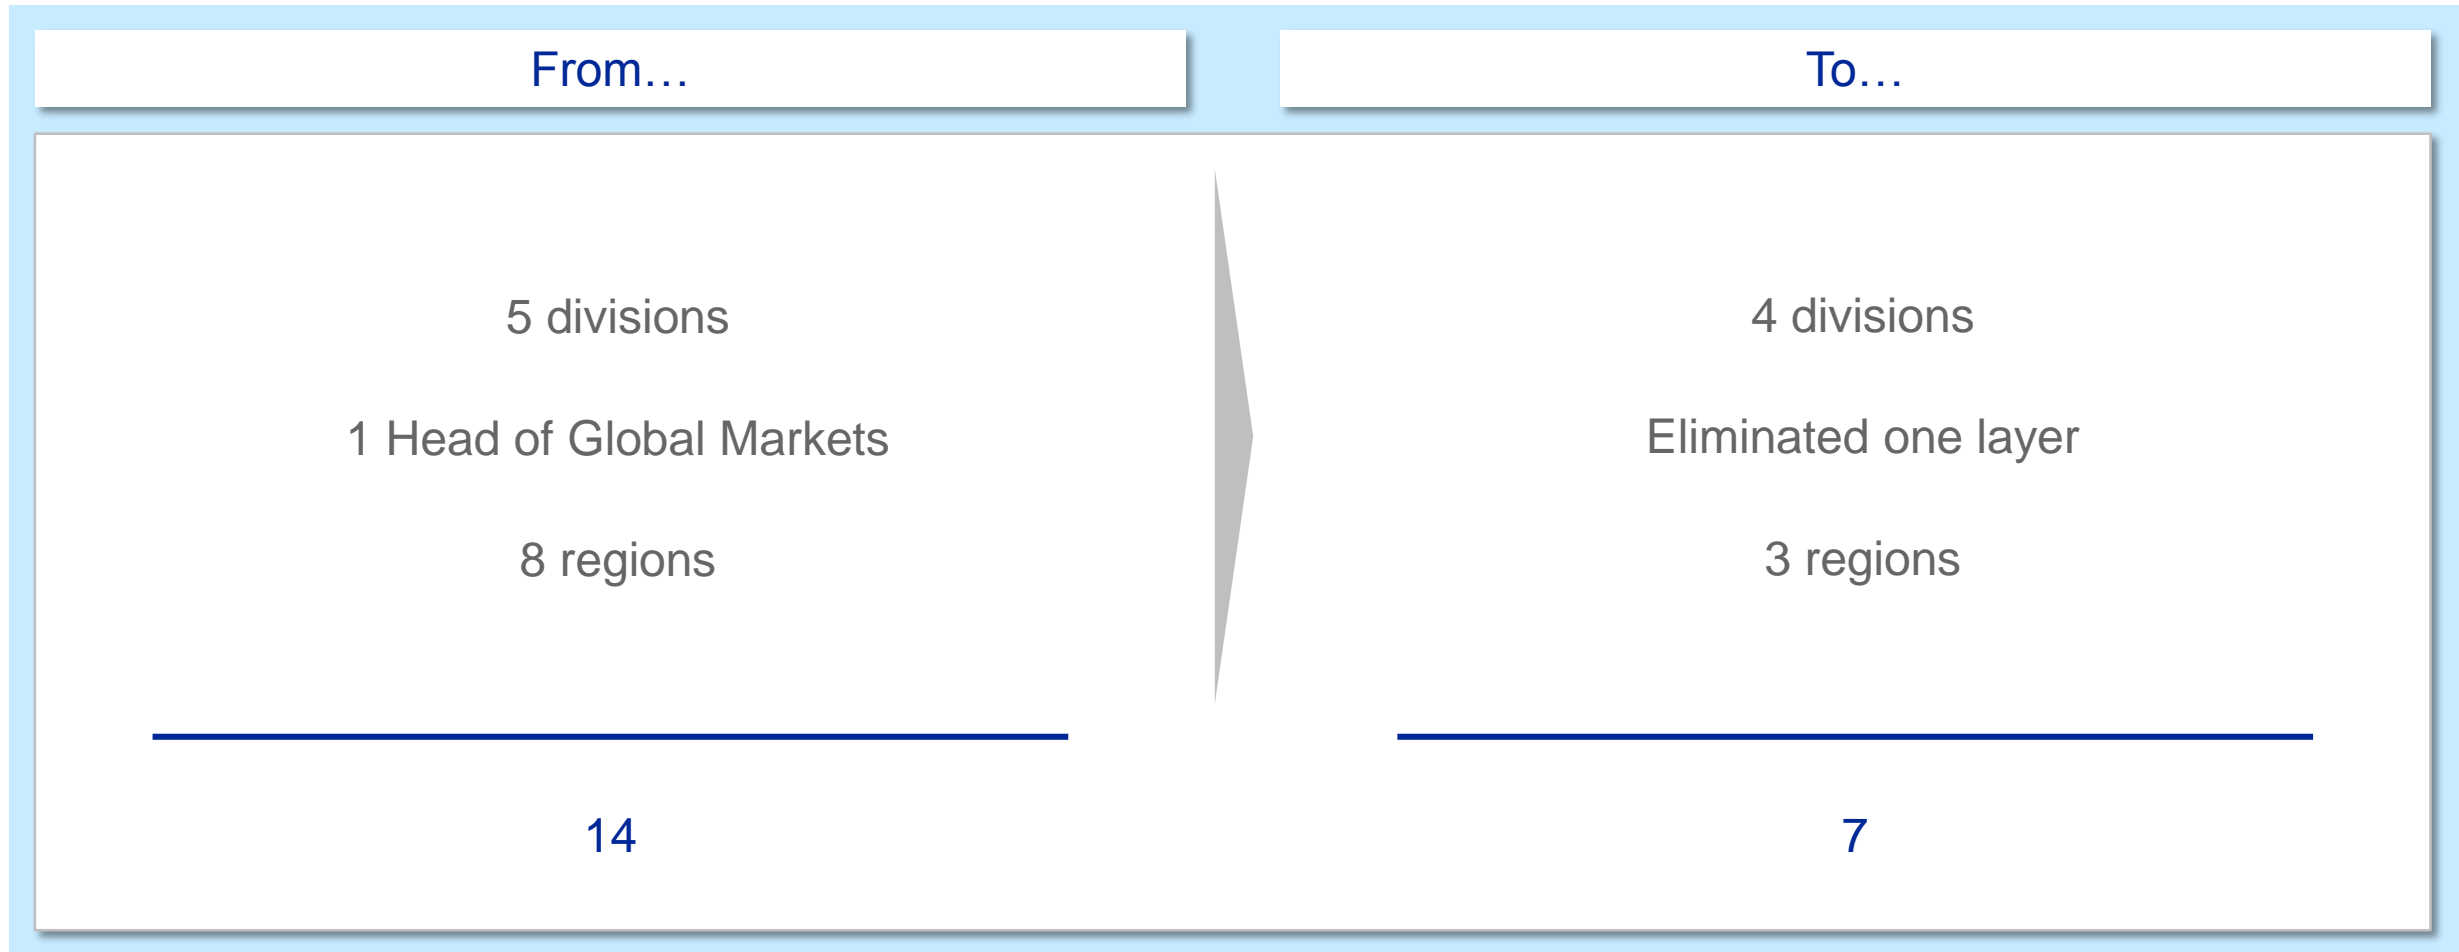 From…
To…
5 divisions
1 Head of Global Markets
8 regions
14
4 divisions
Eliminated one layer
3 regions
7